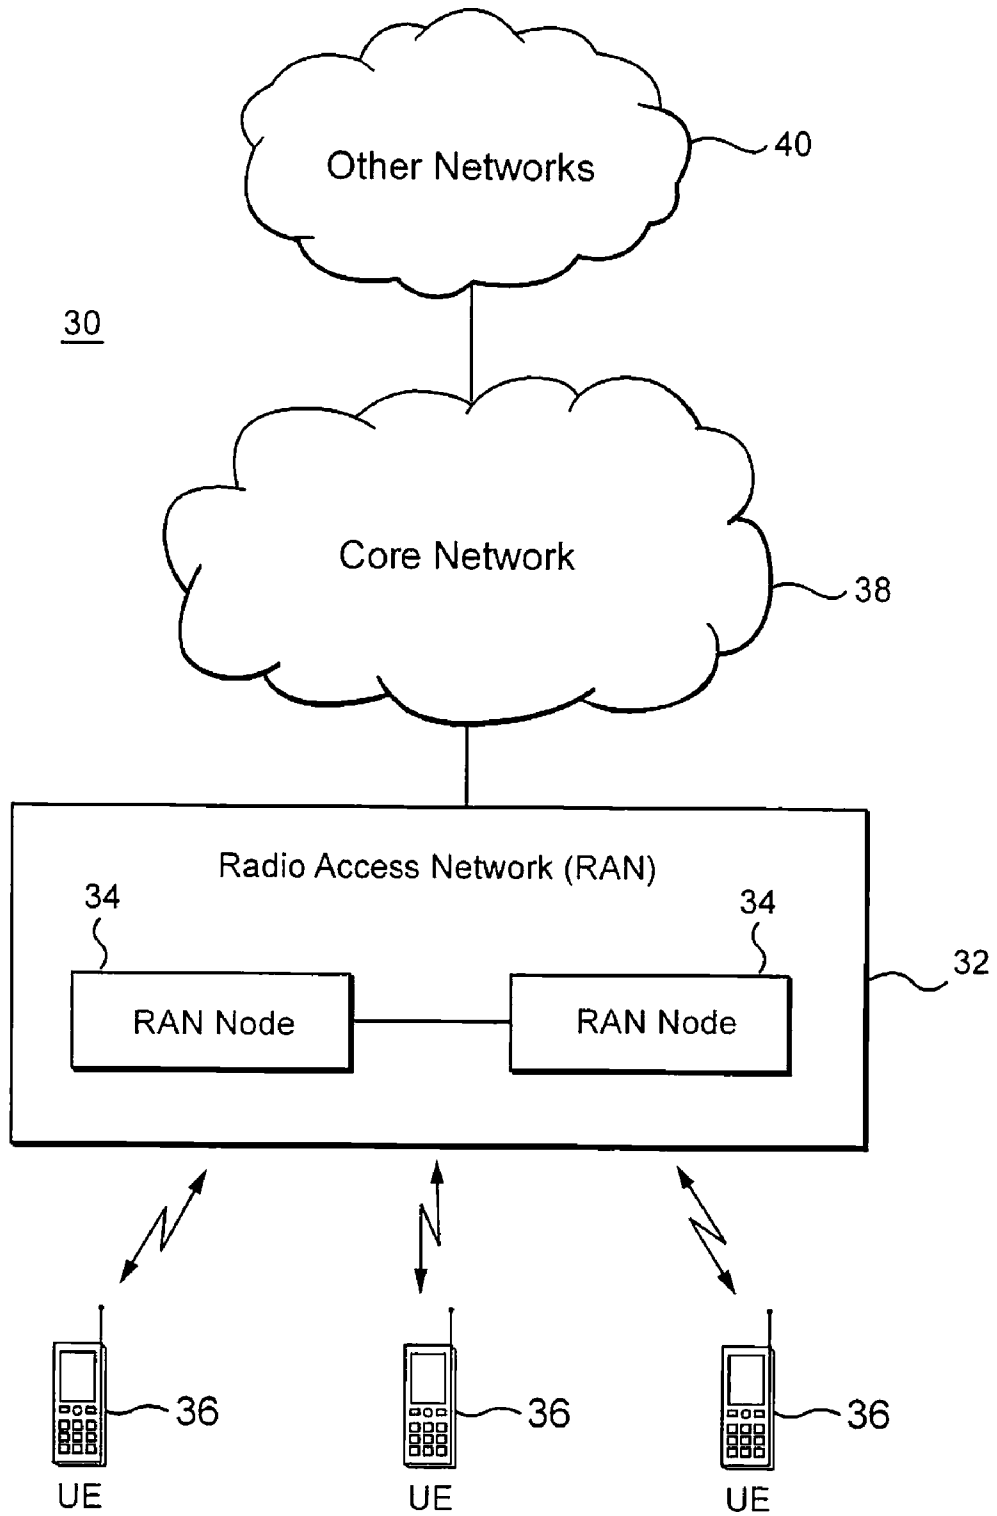 Other Networks
40
30
Core Network
38
Radio Access Network (RAN)
34
34
32
RAN Node
RAN Node
36
36
36
UE
UE
UE